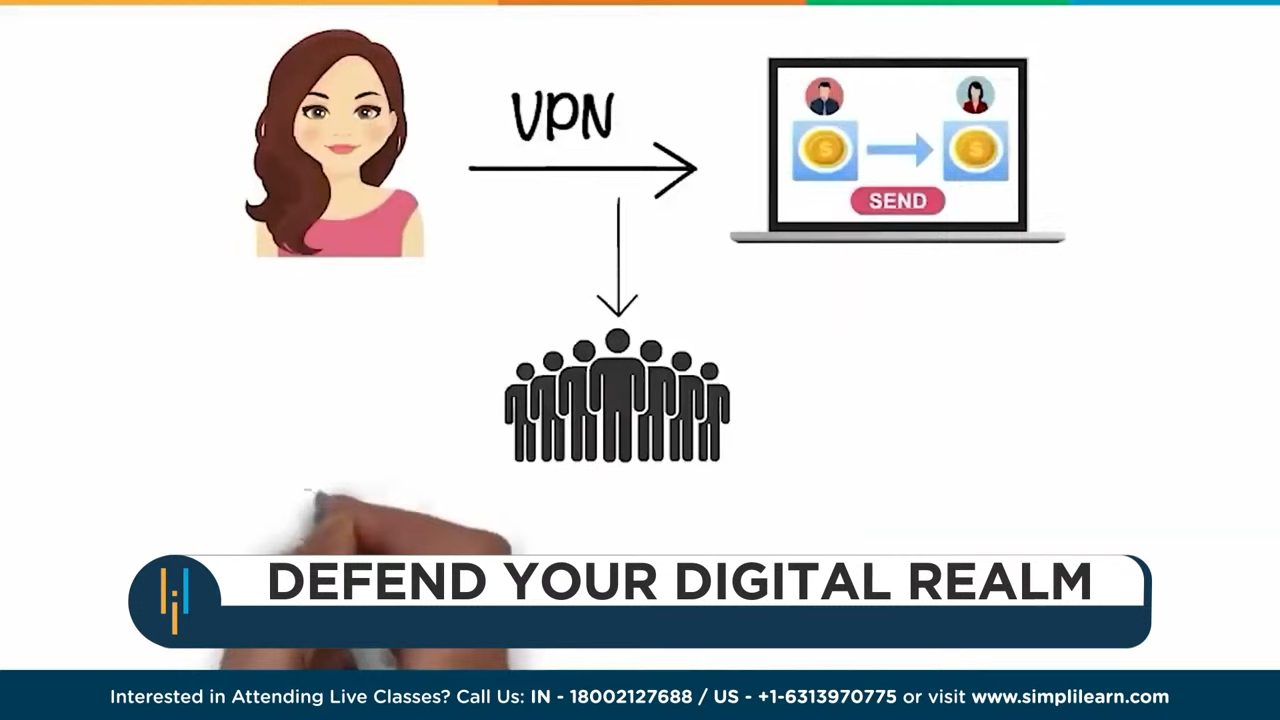 VPN
SEND
DEFEND YOUR DIGITAL REALM
Interested in Attending Live Classes? Call Us: IN - 18002127688 / US - +1-6313970775 or visit www.simplilearn.com